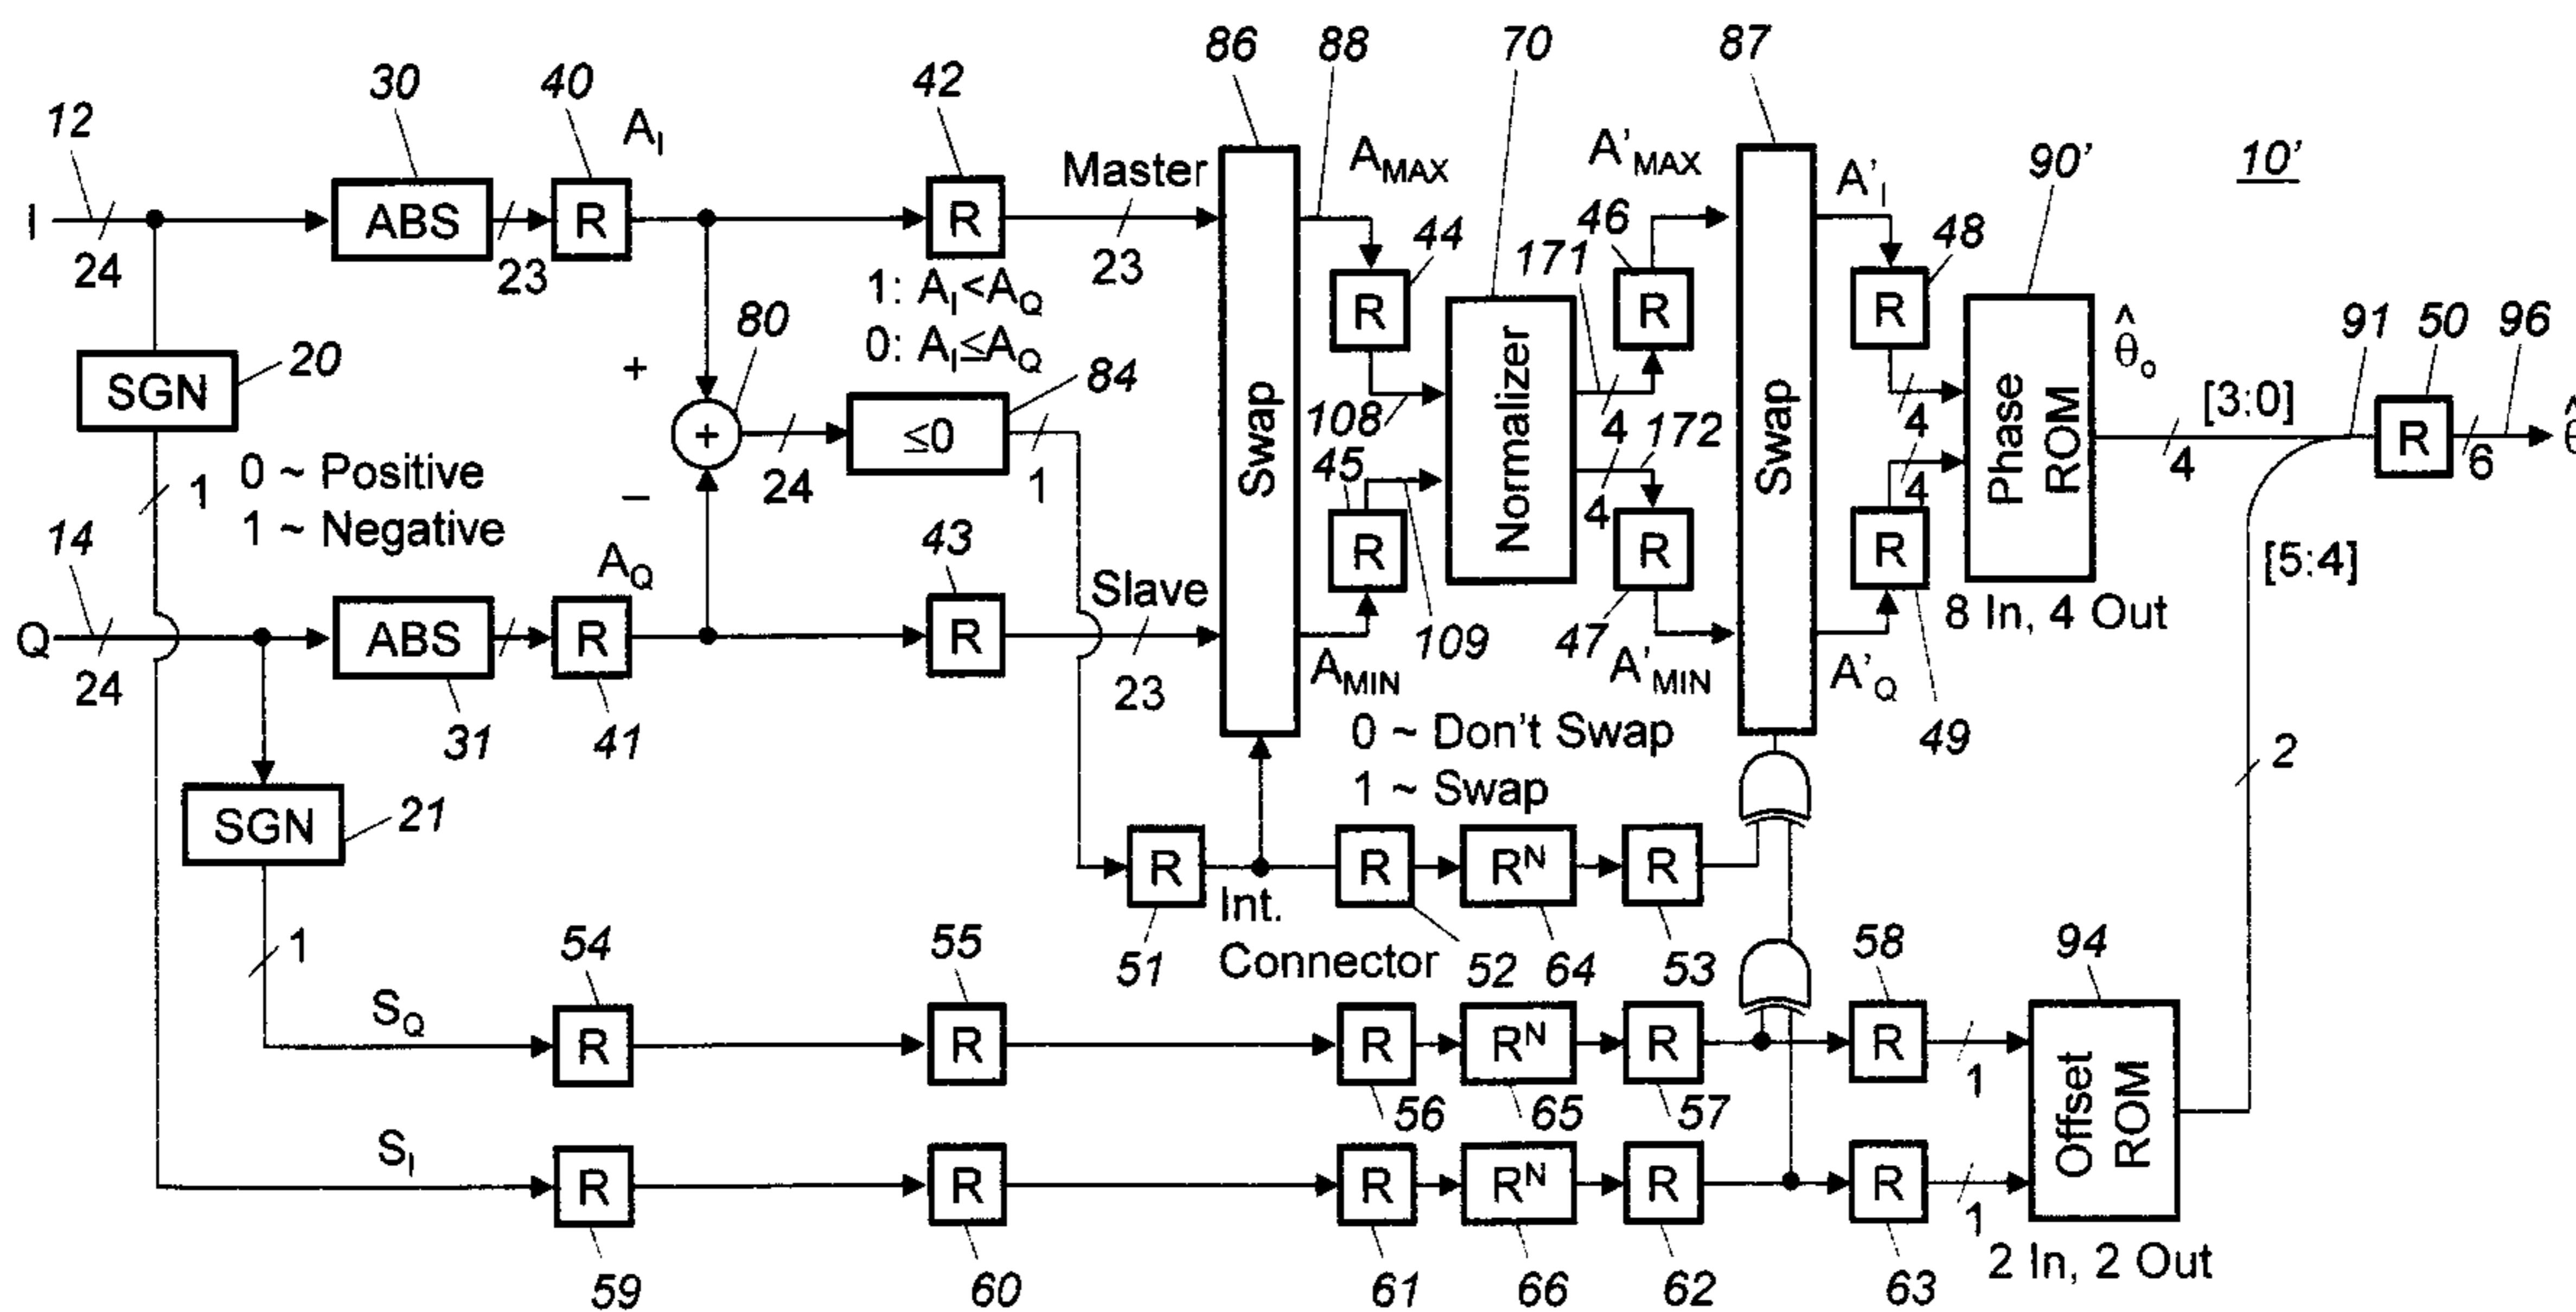 86 88 70 87
12 30 40 A_I 42 Master A_MAX A'_MAX A'_I 90' 10'
I 24 ABS 23 R R 23 R 44 171 46 R R 48
1: A_I<A_Q
0: A_I≤A_Q
SGN 20 + 80 84 Swap 108 Normalizer 4 172 Swap 4 Phase ROM θ̂_o [3:0] 91 50 96
+ 24 ≤0 1 4 R 6 θ̂
1 0 ~ Positive
1 ~ Negative
−
14 A_Q 43 Slave 45 R 4 R 4 R [5:4]
Q 24 ABS R R 23 A_MIN 109 47 A'_MIN A'_Q 49 8 In, 4 Out
31 41
0 ~ Don't Swap
1 ~ Swap
2
SGN 21 R R R^N R
Int.
Connector
51 52 64 53
1 S_Q 54 R 55 R R R^N R 58 R 1 94
56 65 57
Offset ROM
S_I R R R R^N R R 1
59 60 61 66 62 63
2 In, 2 Out